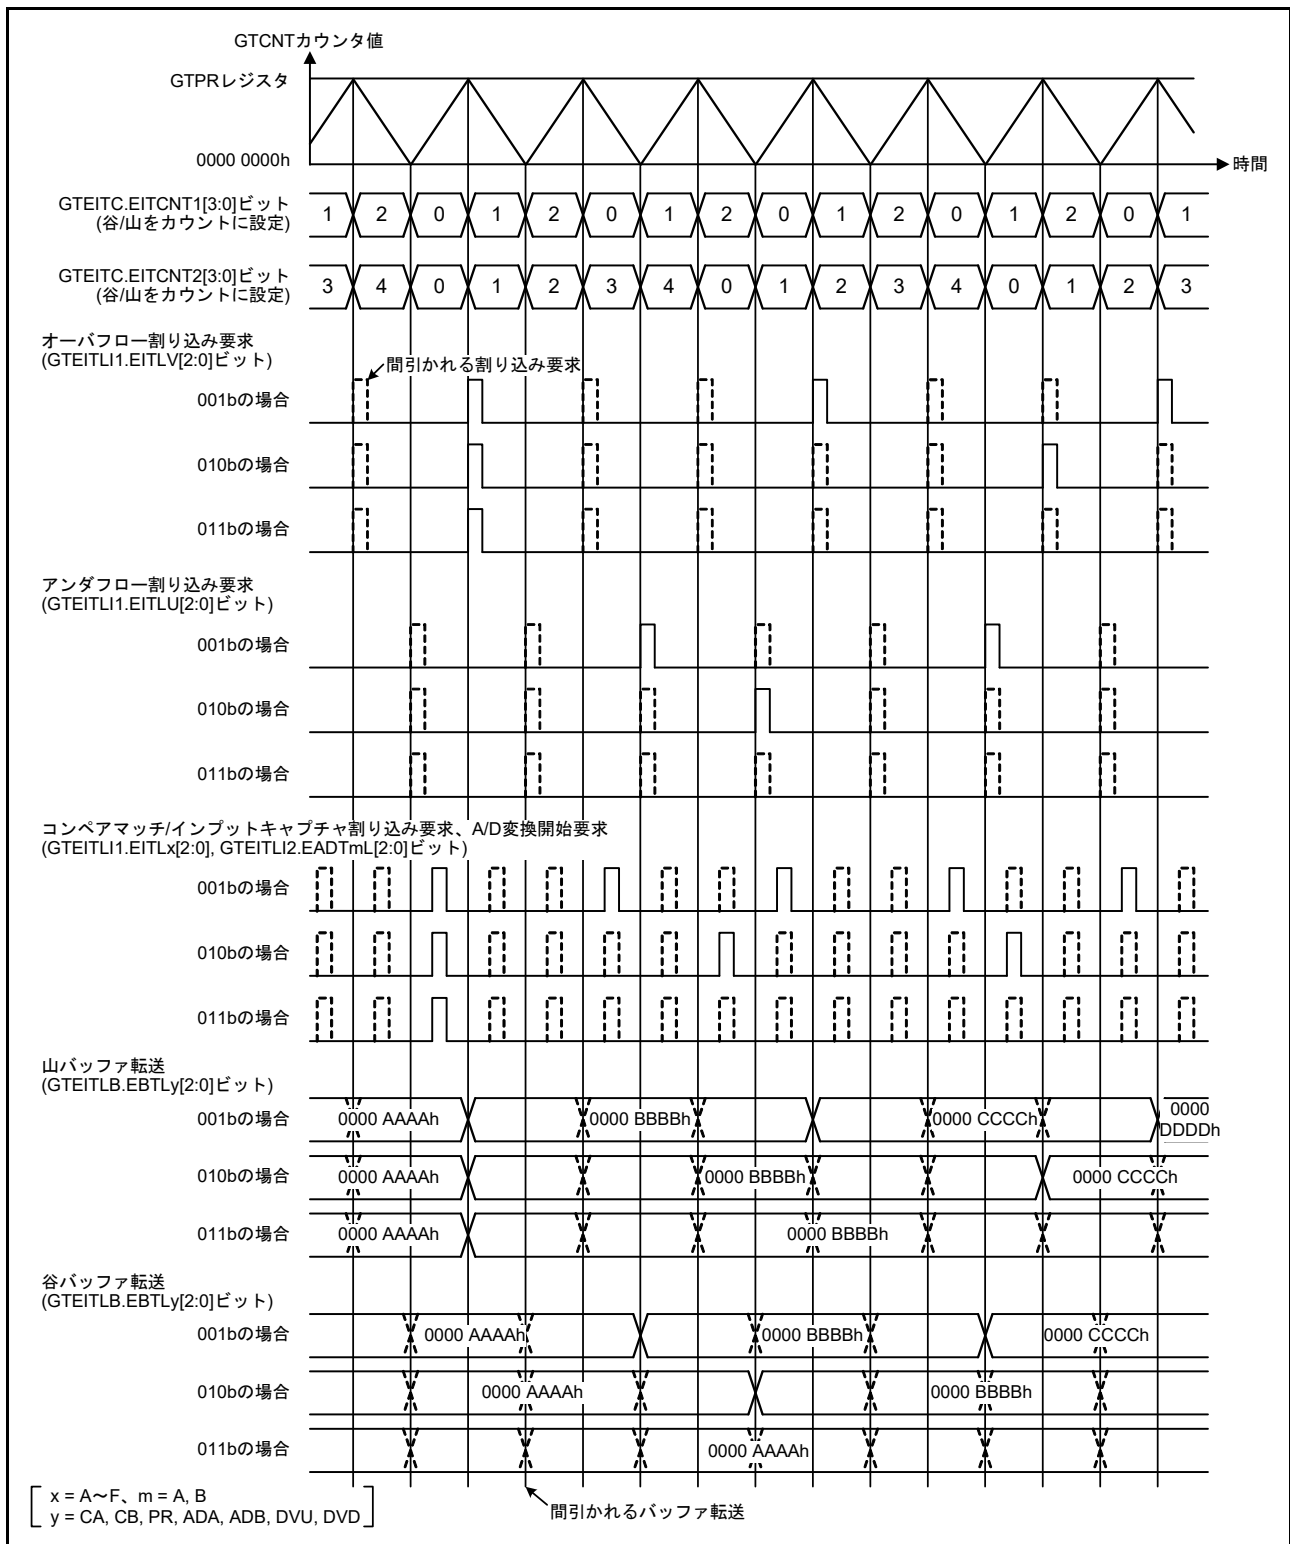 GTCNTカウンタ値
GTPRレジスタ
0000 0000h
時間
GTEITC.EITCNT1[3:0]ビット
(谷/山をカウントに設定)
1 2 0 1 2 0 1 2 0 1 2 0 1 2 0 1
GTEITC.EITCNT2[3:0]ビット
(谷/山をカウントに設定)
3 4 0 1 2 3 4 0 1 2 3 4 0 1 2 3
オーバフロー割り込み要求
(GTEITLI1.EITLV[2:0]ビット)
間引かれる割り込み要求
001bの場合
010bの場合
011bの場合
アンダフロー割り込み要求
(GTEITLI1.EITLU[2:0]ビット)
001bの場合
010bの場合
011bの場合
コンペアマッチ/インプットキャプチャ割り込み要求、A/D変換開始要求
(GTEITLI1.EITLx[2:0], GTEITLI2.EADTmL[2:0]ビット)
001bの場合
010bの場合
011bの場合
山バッファ転送
(GTEITLB.EBTLy[2:0]ビット)
001bの場合 0000 AAAAh 0000 BBBBh 0000 CCCCh 0000
DDDDh
010bの場合 0000 AAAAh 0000 BBBBh 0000 CCCCh
011bの場合 0000 AAAAh 0000 BBBBh
谷バッファ転送
(GTEITLB.EBTLy[2:0]ビット)
001bの場合 0000 AAAAh 0000 BBBBh 0000 CCCCh
010bの場合 0000 AAAAh 0000 BBBBh
011bの場合 0000 AAAAh
x = A～F、m = A, B
y = CA, CB, PR, ADA, ADB, DVU, DVD
間引かれるバッファ転送